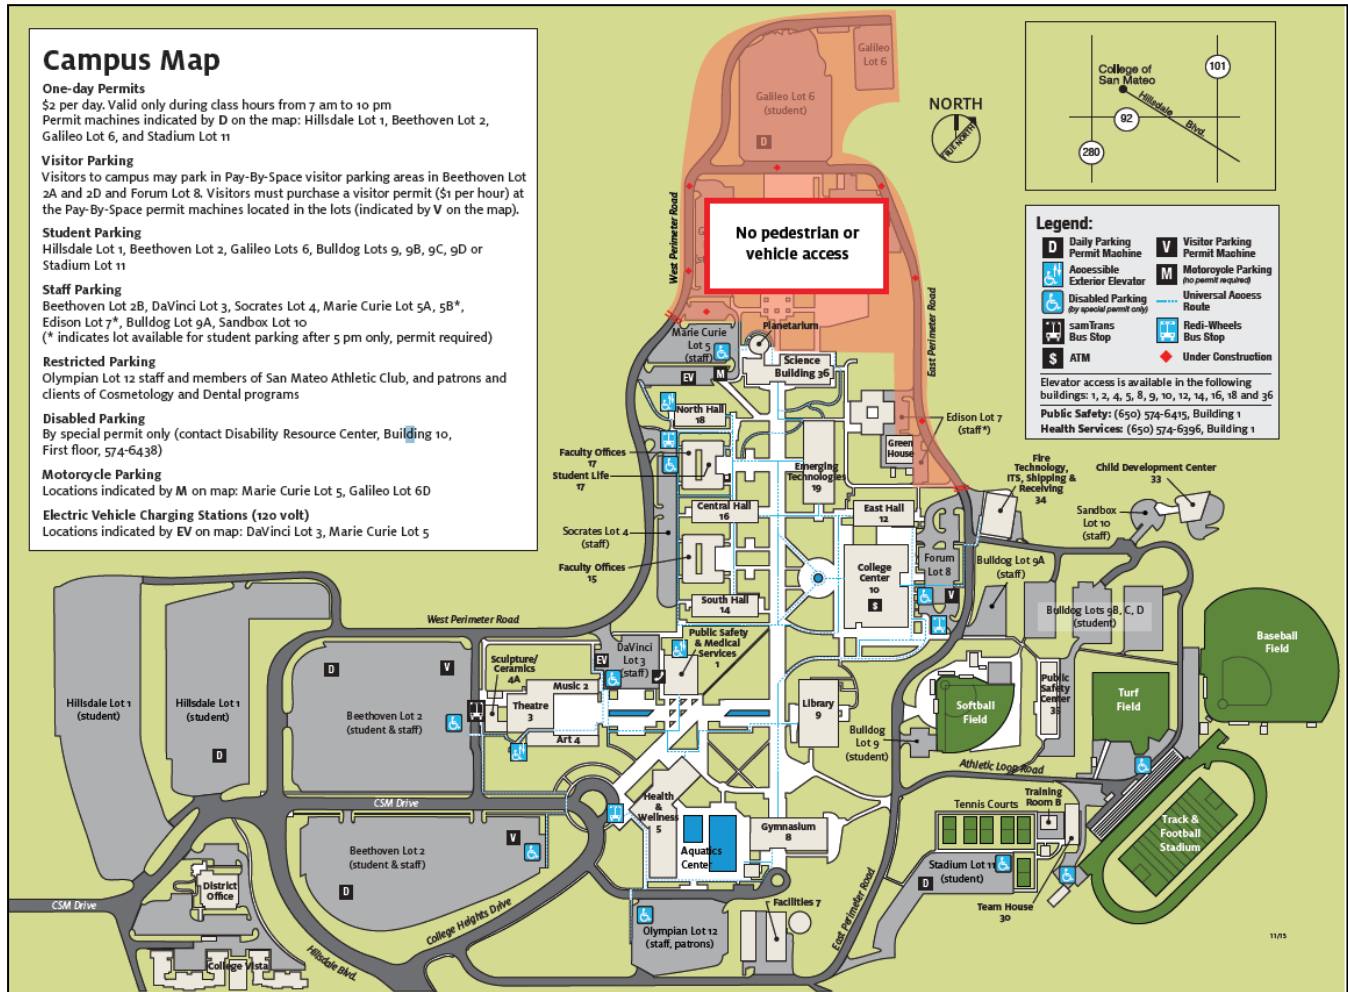 Campus Map
One-day Permits
$2 per day. Valid only during class hours from 7 am to 10 pm
Permit machines indicated by D on the map: Hillsdale Lot 1, Beethoven Lot 2,
Galileo Lot 6, and Stadium Lot 11
Visitor Parking
Visitors to campus may park in Pay-By-Space visitor parking areas in Beethoven Lot
2A and 2D and Forum Lot 8. Visitors must purchase a visitor permit ($1 per hour) at
the Pay-By-Space permit machines located in the lots (indicated by V on the map).
Student Parking
Hillsdale Lot 1, Beethoven Lot 2, Galileo Lots 6, Bulldog Lots 9, 9B, 9C, 9D or
Stadium Lot 11
Staff Parking
Beethoven Lot 2B, DaVinci Lot 3, Socrates Lot 4, Marie Curie Lot 5A, 5B*,
Edison Lot 7*, Bulldog Lot 9A, Sandbox Lot 10
(* indicates lot available for student parking after 5 pm only, permit required)
Restricted Parking
Olympian Lot 12 staff and members of San Mateo Athletic Club, and patrons and
clients of Cosmetology and Dental programs
Disabled Parking
By special permit only (contact Disability Resource Center, Building 10,
First floor, 574-6438)
Motorcycle Parking
Locations indicated by M on map: Marie Curie Lot 5, Galileo Lot 6D
Electric Vehicle Charging Stations (120 volt)
Locations indicated by EV on map: DaVinci Lot 3, Marie Curie Lot 5
Galileo
Lot 6
Galileo Lot 6
(student)
D
NORTH
TRUE NORTH
College of
San Mateo
101
Hillsdale
Blvd.
92
280
Legend:
D
Daily Parking
Permit Machine
V
Visitor Parking
Permit Machine
Accessible
Exterior Elevator
M
Motorcycle Parking
(no permit required)
Disabled Parking
(by special permit only)
Universal Access
Route
samTrans
Bus Stop
Redi-Wheels
Bus Stop
$
ATM
Under Construction
Elevator access is available in the following
buildings: 1, 2, 4, 5, 8, 9, 10, 12, 14, 16, 18 and 36
Public Safety: (650) 574-6415, Building 1
Health Services: (650) 574-6396, Building 1
No pedestrian or
vehicle access
West Perimeter Road
East Perimeter Road
Planetarium
Marie Curie
Lot 5
(staff)
EV
M
Science
Building 36
North Hall
18
Edison Lot 7
(staff*)
Green
House
Faculty Offices
17
Student Life
17
Emerging
Technologies
19
Fire
Technology,
ITS, Shipping &
Receiving
34
Child Development Center
33
Central Hall
16
East Hall
12
Sandbox
Lot 10
(staff)
Socrates Lot 4
(staff)
Faculty Offices
15
College
Center
10
$
Forum
Lot 8
V
Bulldog Lot 9A
(staff)
South Hall
14
Bulldog Lots 9B, C, D
(student)
West Perimeter Road
Public Safety
& Medical
Services
1
DaVinci
Lot 3
(staff)
EV
Baseball
Field
D
V
Sculpture/
Ceramics
4A
Music 2
Theatre
3
Art 4
Hillsdale Lot 1
(student)
Hillsdale Lot 1
(student)
D
Beethoven Lot 2
(student & staff)
Library
9
Softball
Field
Public
Safety
Center
35
Turf
Field
Bulldog
Lot 9
(student)
Athletic Loop Road
CSM Drive
Health
&
Wellness
5
Gymnasium
8
Aquatics
Center
Training
Room B
Tennis Courts
Track &
Football
Stadium
Beethoven Lot 2
(student & staff)
V
D
Stadium Lot 11
(student)
D
Team House
30
District
Office
CSM Drive
College Heights Drive
Facilities 7
Olympian Lot 12
(staff, patrons)
East Perimeter Road
Hillsdale Blvd.
College Vista
11/15